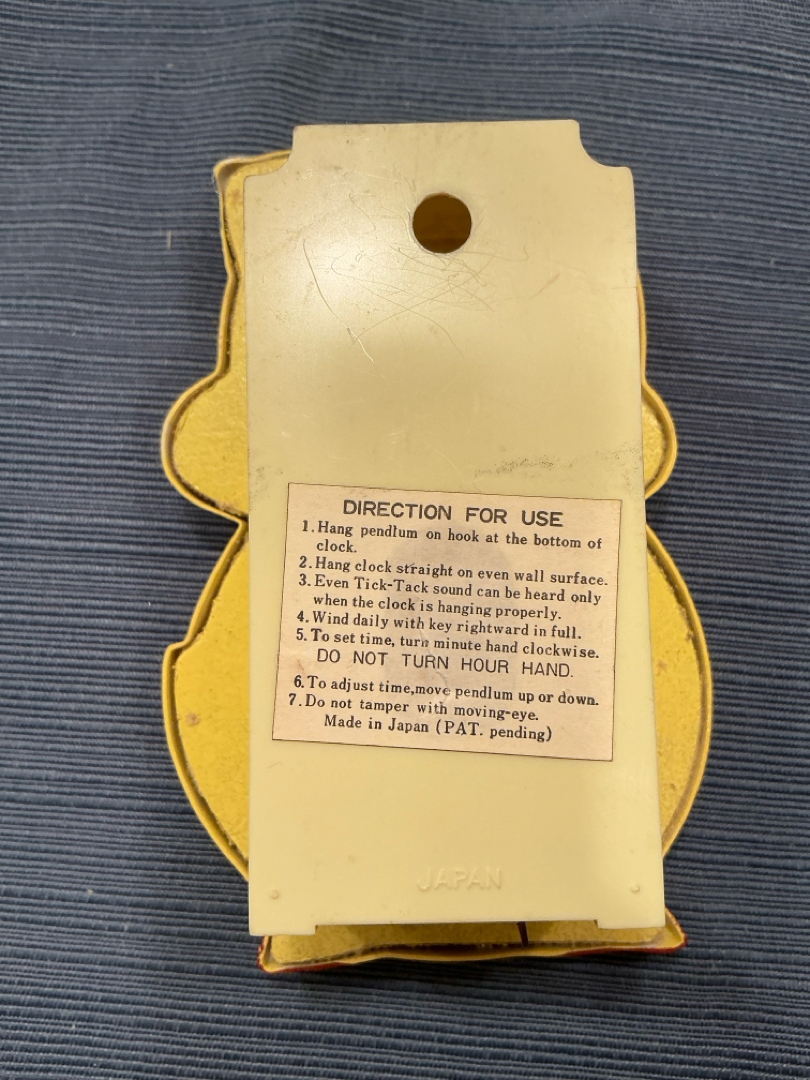 DIRECTION FOR USE
1. Hang pendlum on hook at the bottom of
clock.
2. Hang clock straight on even wall surface.
3. Even Tick-Tack sound can be heard only
when the clock is hanging properly.
4. Wind daily with key rightward in full.
5. To set time, turn minute hand clockwise.
DO NOT TURN HOUR HAND.
6. To adjust time,move pendlum up or down.
7. Do not tamper with moving-eye.
Made in Japan (PAT. pending)
JAPAN